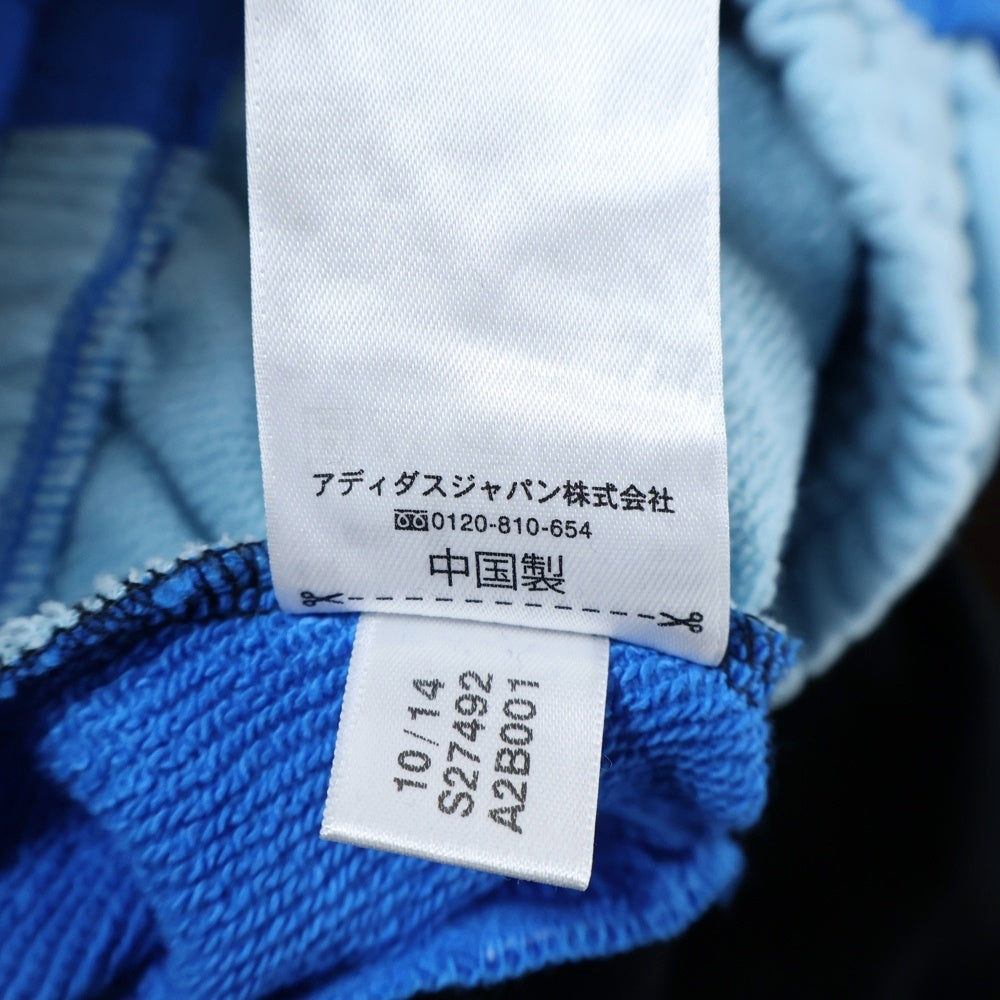 アディダスジャパン株式会社
0120-810-654
中国製
10/14
S27492
A2B001